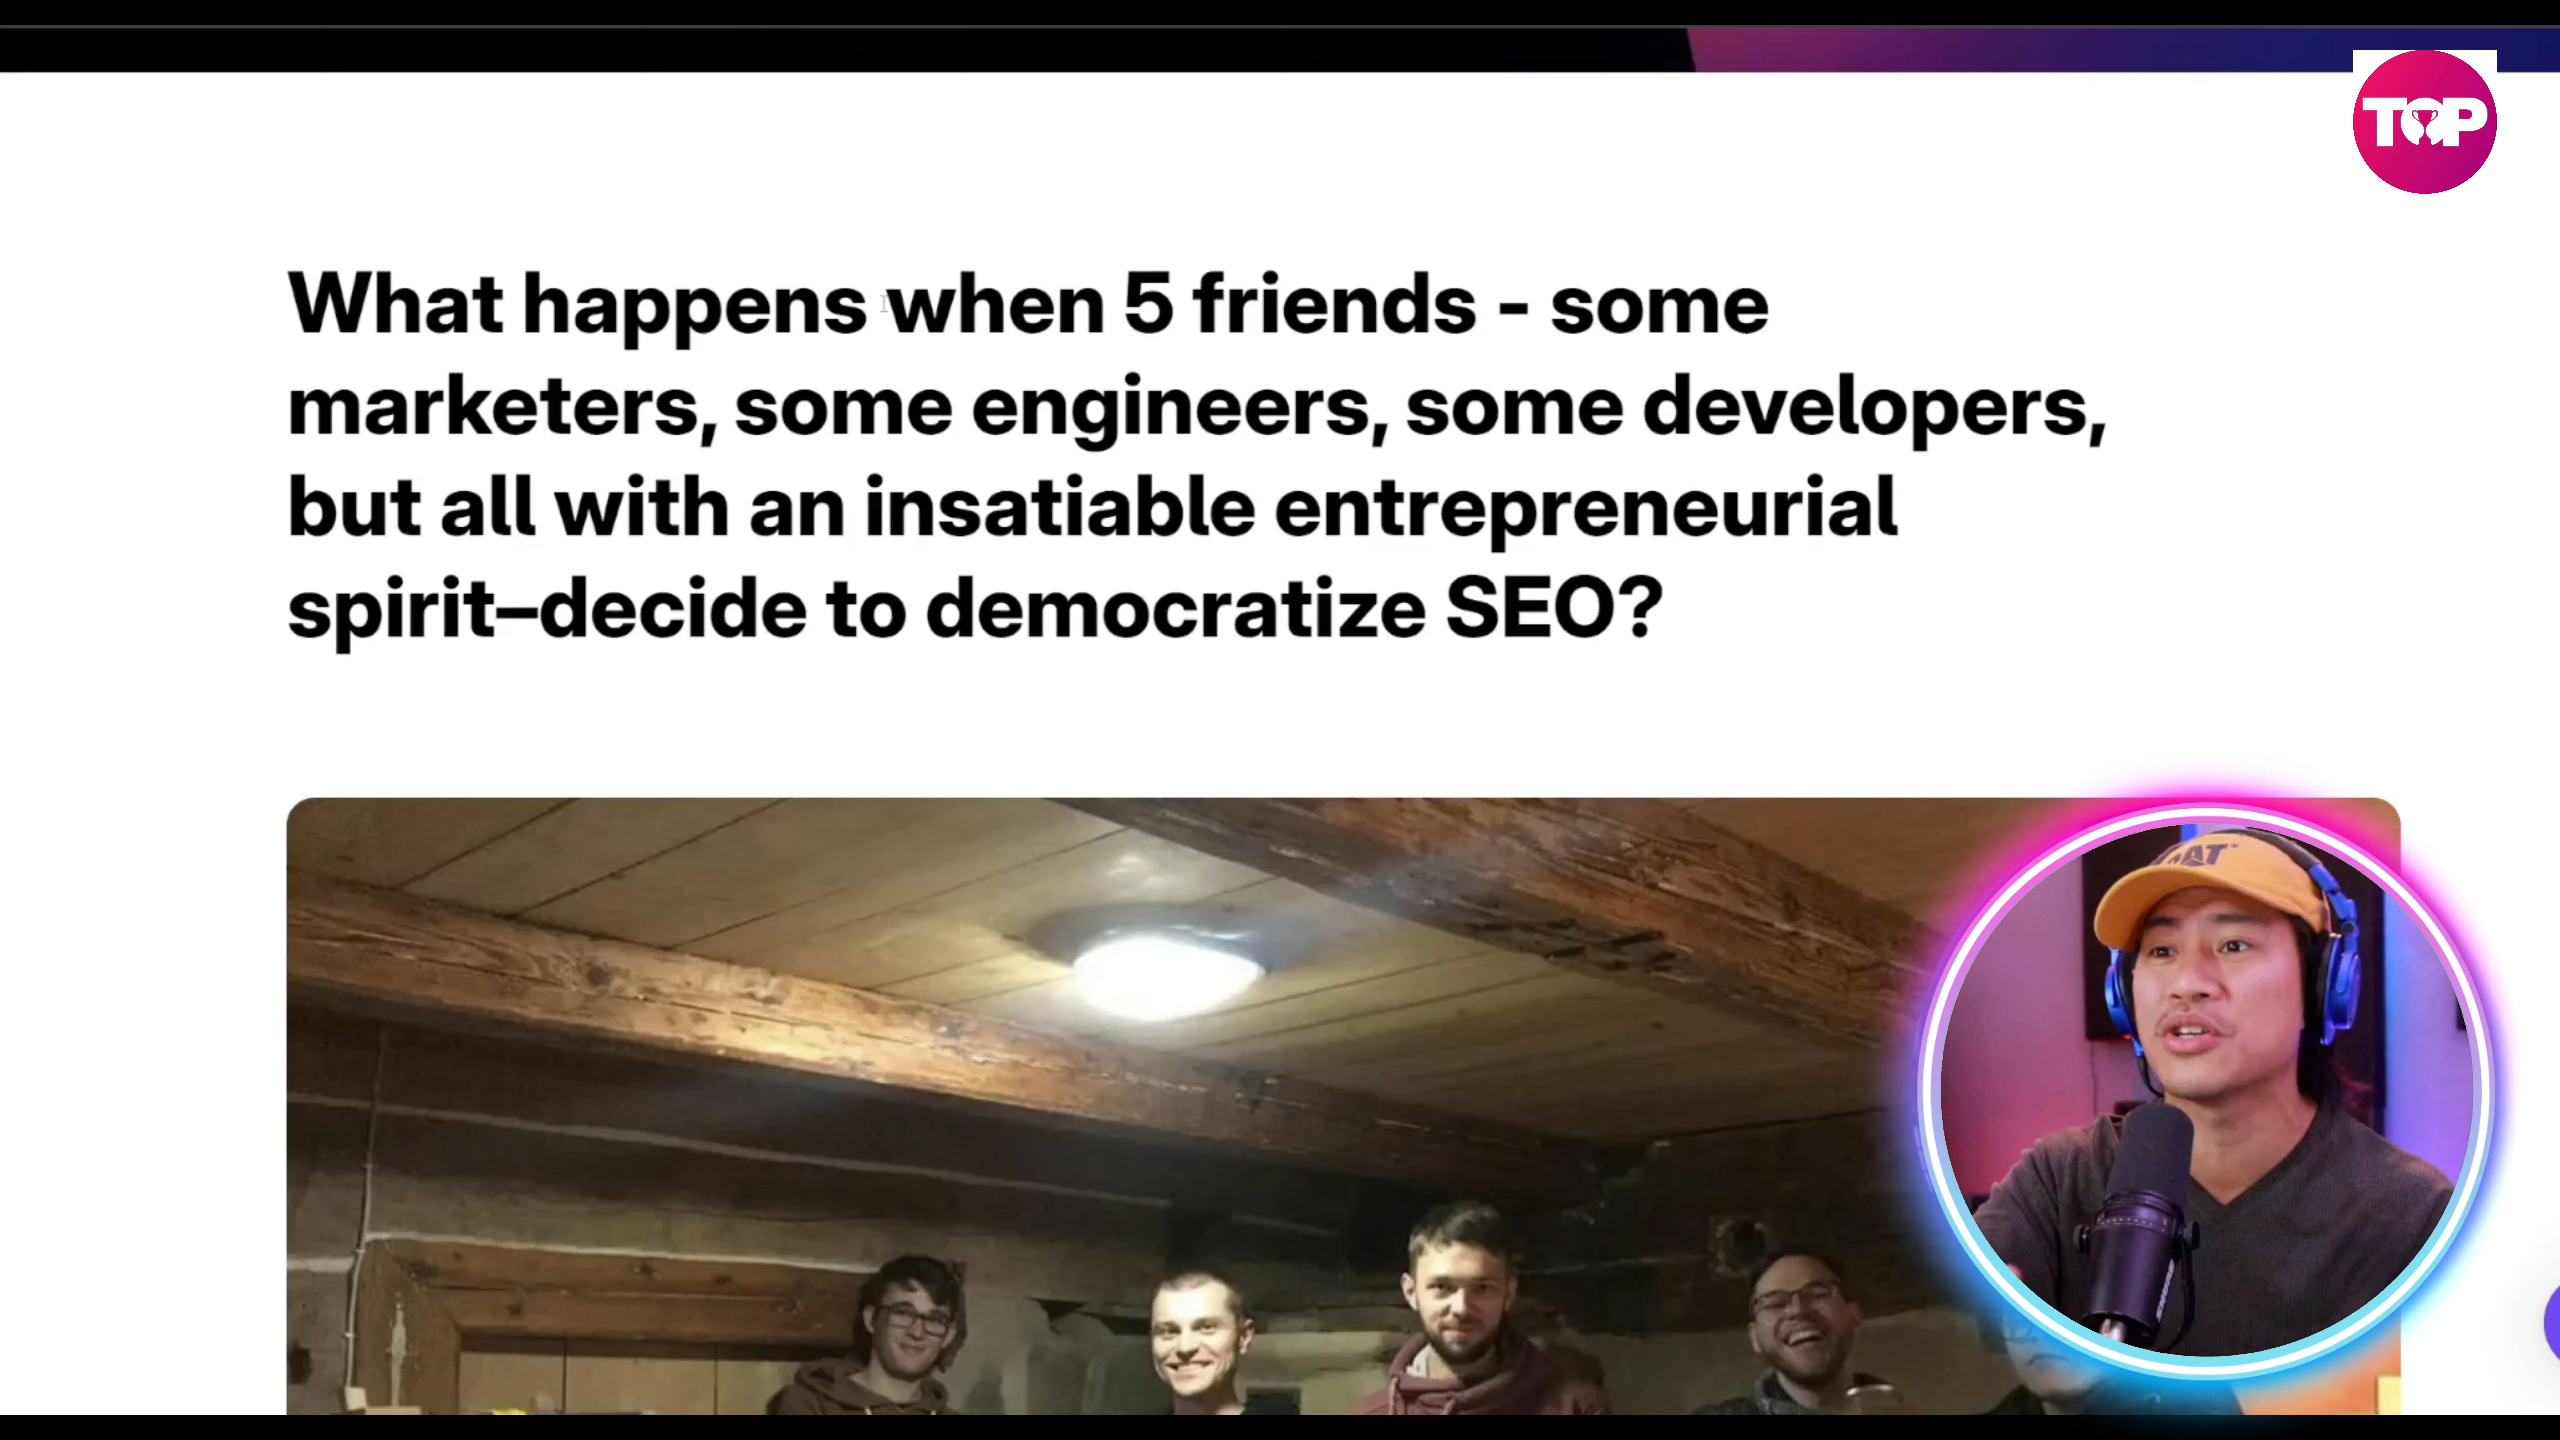 TOP
What happens when 5 friends - some
marketers, some engineers, some developers,
but all with an insatiable entrepreneurial
spirit–decide to democratize SEO?
CAT